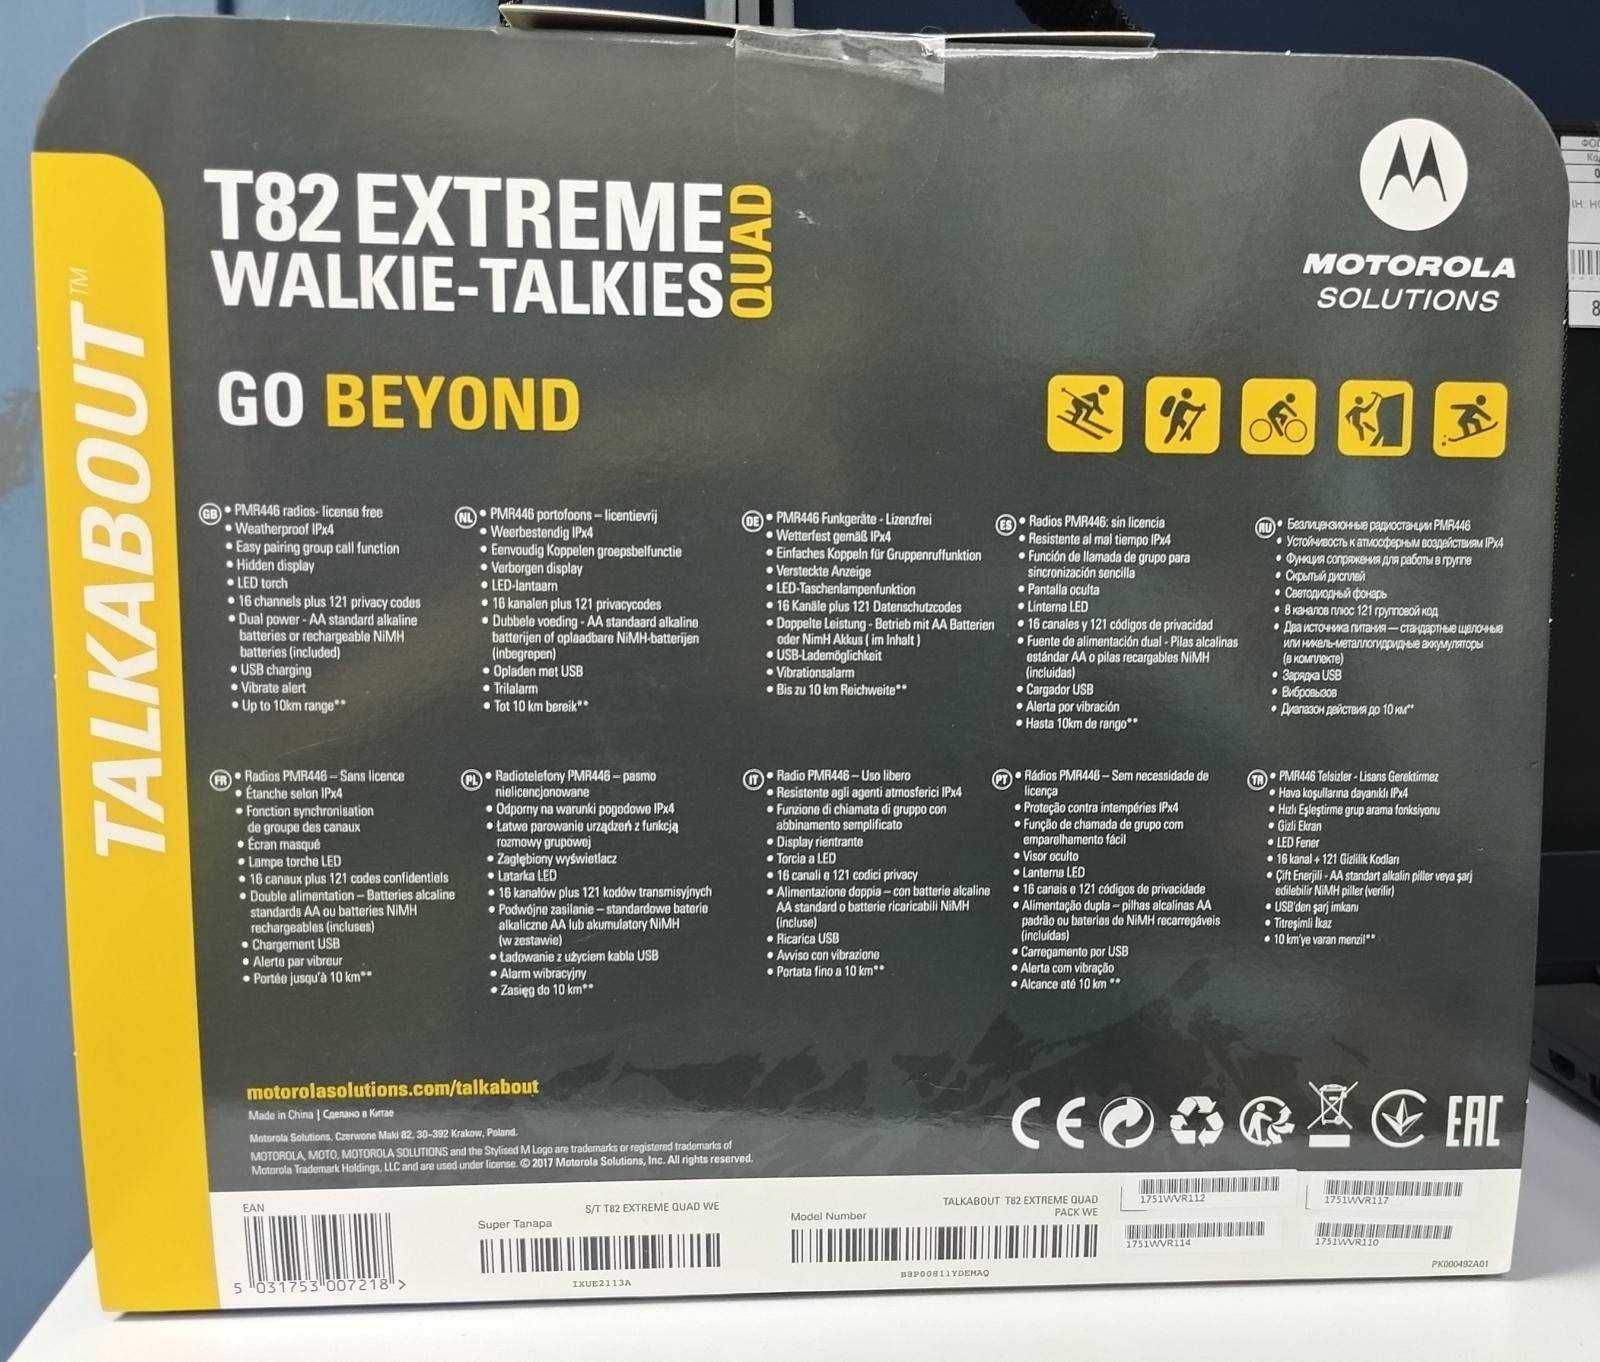 TALKABOUT™
T82 EXTREME
WALKIE-TALKIES
QUAD
MOTOROLA
SOLUTIONS
GO BEYOND
GB • PMR446 radios- license free
• Weatherproof IPx4
• Easy pairing group call function
• Hidden display
• LED torch
• 16 channels plus 121 privacy codes
• Dual power - AA standard alkaline
batteries or rechargeable NiMH
batteries (included)
• USB charging
• Vibrate alert
• Up to 10km range**
NL • PMR446 portofoons – licentievrij
• Weerbestendig IPx4
• Eenvoudig Koppelen groepsbelfunctie
• Verborgen display
• LED-lantaarn
• 16 kanalen plus 121 privacycodes
• Dubbele voeding - AA standaard alkaline
batterijen of oplaadbare NiMH-batterijen
(inbegrepen)
• Opladen met USB
• Trilalarm
• Tot 10 km bereik**
DE • PMR446 Funkgeräte - Lizenzfrei
• Wetterfest gemäß IPx4
• Einfaches Koppeln für Gruppenruffunktion
• Versteckte Anzeige
• LED-Taschenlampenfunktion
• 16 Kanäle plus 121 Datenschutzcodes
• Doppelte Leistung - Betrieb mit AA Batterien
oder NimH Akkus ( im Inhalt )
• USB-Lademöglichkeit
• Vibrationsalarm
• Bis zu 10 km Reichweite**
ES • Radios PMR446: sin licencia
• Resistente al mal tiempo IPx4
• Función de llamada de grupo para
sincronización sencilla
• Pantalla oculta
• Linterna LED
• 16 canales y 121 códigos de privacidad
• Fuente de alimentación dual - Pilas alcalinas
estándar AA o pilas recargables NiMH
(incluidas)
• Cargador USB
• Alerta por vibración
• Hasta 10km de rango**
RU • Безлицензионные радиостанции PMR446
• Устойчивость к атмосферным воздействиям IPx4
• Функция сопряжения для работы в группе
• Скрытый дисплей
• Светодиодный фонарь
• 8 каналов плюс 121 групповой код
• Два источника питания — стандартные щелочные
или никель-металлогидридные аккумуляторы
(в комплекте)
• Зарядка USB
• Вибровызов
• Диапазон действия до 10 км**
FR • Radios PMR446 – Sans licence
• Étanche selon IPx4
• Fonction synchronisation
de groupe des canaux
• Écran masqué
• Lampe torche LED
• 16 canaux plus 121 codes confidentiels
• Double alimentation – Batteries alcaline
standards AA ou batteries NiMH
rechargeables (incluses)
• Chargement USB
• Alerte par vibreur
• Portée jusqu'à 10 km**
PL • Radiotelefony PMR446 – pasmo
nielicencjonowane
• Odporny na warunki pogodowe IPx4
• Łatwe parowanie urządzeń z funkcją
rozmowy grupowej
• Zagłębiony wyświetlacz
• Latarka LED
• 16 kanałów plus 121 kodów transmisyjnych
• Podwójne zasilanie – standardowe baterie
alkaliczne AA lub akumulatory NiMH
(w zestawie)
• Ładowanie z użyciem kabla USB
• Alarm wibracyjny
• Zasięg do 10 km**
IT • Radio PMR446 – Uso libero
• Resistente agli agenti atmosferici IPx4
• Funzione di chiamata di gruppo con
abbinamento semplificato
• Display rientrante
• Torcia a LED
• 16 canali e 121 codici privacy
• Alimentazione doppia – con batterie alcaline
AA standard o batterie ricaricabili NiMH
(incluse)
• Ricarica USB
• Avviso con vibrazione
• Portata fino a 10 km**
PT • Rádios PMR446 – Sem necessidade de
licença
• Proteção contra intempéries IPx4
• Função de chamada de grupo com
emparelhamento fácil
• Visor oculto
• Lanterna LED
• 16 canais e 121 códigos de privacidade
• Alimentação dupla – pilhas alcalinas AA
padrão ou baterias de NiMH recarregáveis
(incluídas)
• Carregamento por USB
• Alerta com vibração
• Alcance até 10 km **
TR • PMR446 Telsizler - Lisans Gerektirmez
• Hava koşullarına dayanıklı IPx4
• Hızlı Eşleştirme grup arama fonksiyonu
• Gizli Ekran
• LED Fener
• 16 kanal + 121 Gizlilik Kodları
• Çift Enerjili - AA standart alkalin piller veya şarj
edilebilir NiMH piller (verilir)
• USB'den şarj imkanı
• Titreşimli İkaz
• 10 km'ye varan menzil**
motorolasolutions.com/talkabout
Made in China | Сделано в Китае
Motorola Solutions, Czerwone Maki 82, 30-392 Krakow, Poland.
MOTOROLA, MOTO, MOTOROLA SOLUTIONS and the Stylised M Logo are trademarks or registered trademarks of
Motorola Trademark Holdings, LLC and are used under license. © 2017 Motorola Solutions, Inc. All rights reserved.
CE
EAC
EAN
5 031753 007218 >
S/T T82 EXTREME QUAD WE
Super Tanapa
IXUE2113A
TALKABOUT T82 EXTREME QUAD
PACK WE
Model Number
B8P00811YDEMAQ
1751WVR112
1751WVR117
1751WVR114
1751WVR110
PK000492A01